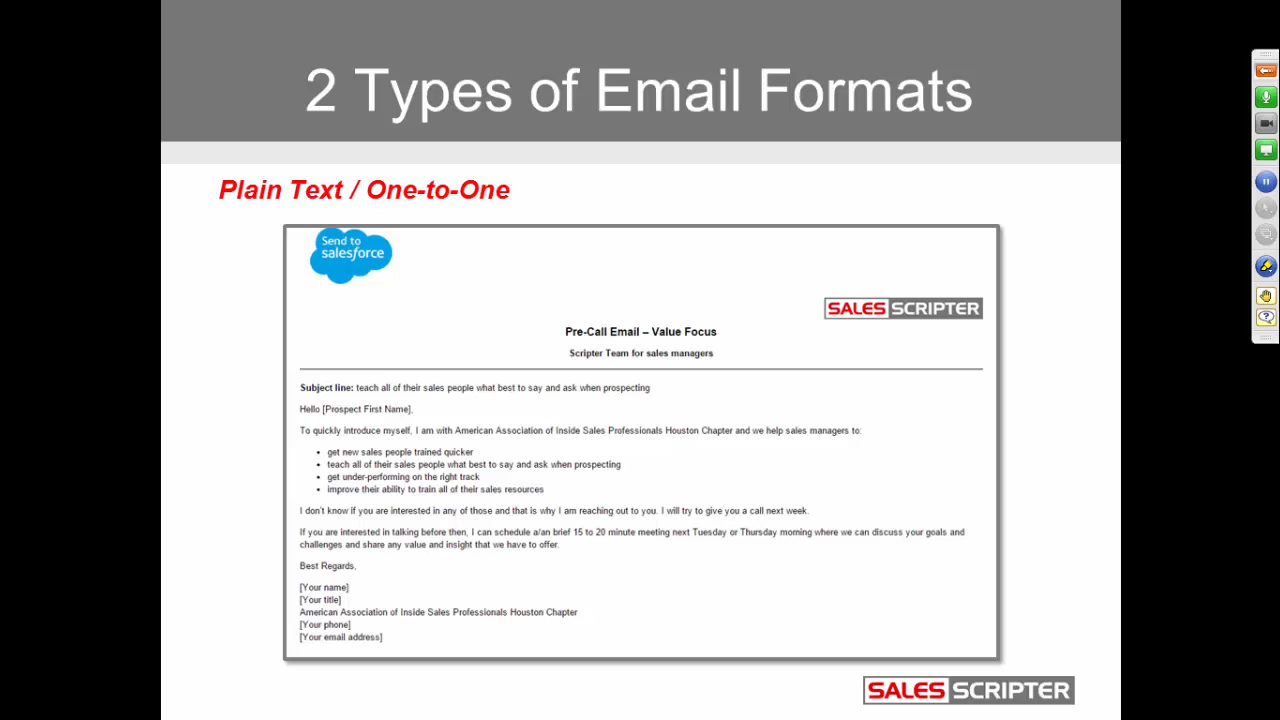 2 Types of Email Formats
Plain Text / One-to-One
Send to
salesforce
SALES SCRIPTER
Pre-Call Email – Value Focus
Scripter Team for sales managers
Subject line: teach all of their sales people what best to say and ask when prospecting
Hello [Prospect First Name],
To quickly introduce myself, I am with American Association of Inside Sales Professionals Houston Chapter and we help sales managers to:
• get new sales people trained quicker
• teach all of their sales people what best to say and ask when prospecting
• get under-performing on the right track
• improve their ability to train all of their sales resources
I don't know if you are interested in any of those and that is why I am reaching out to you. I will try to give you a call next week.
If you are interested in talking before then, I can schedule a/an brief 15 to 20 minute meeting next Tuesday or Thursday morning where we can discuss your goals and
challenges and share any value and insight that we have to offer.
Best Regards,
[Your name]
[Your title]
American Association of Inside Sales Professionals Houston Chapter
[Your phone]
[Your email address]
SALES SCRIPTER